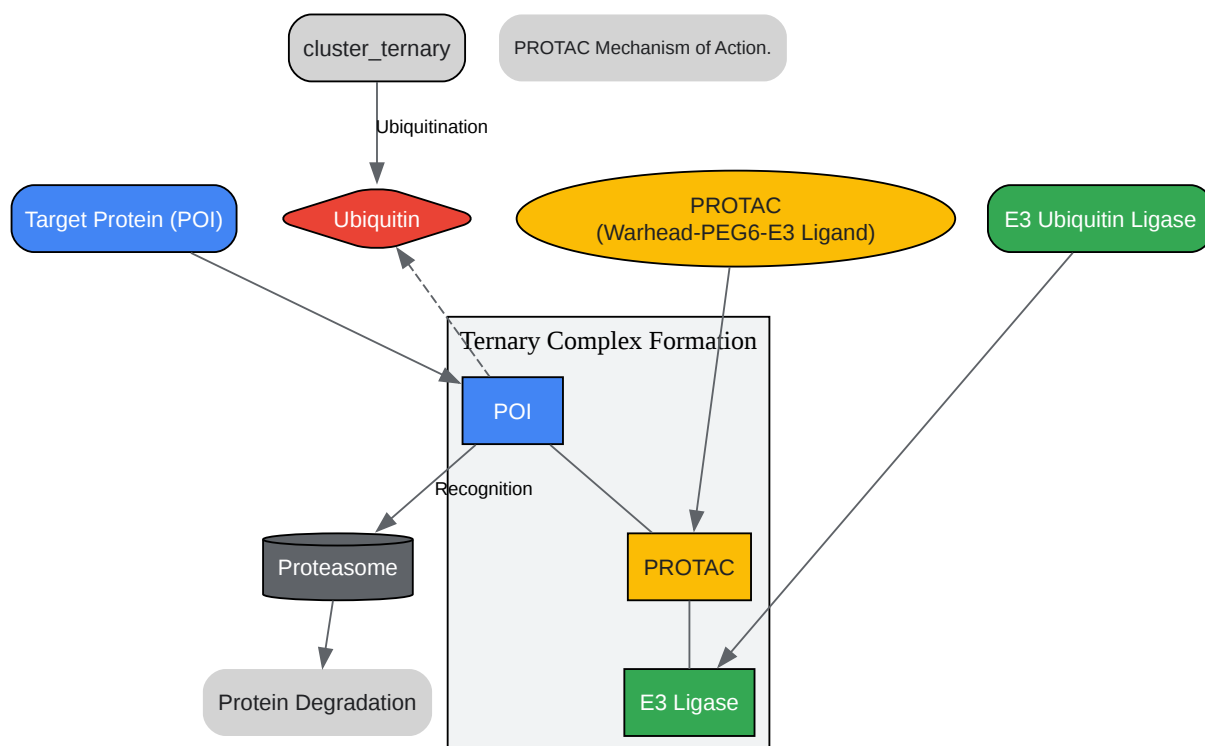 cluster_ternary
PROTAC Mechanism of Action.
Ubiquitination
Target Protein (POI)
Ubiquitin
PROTAC
(Warhead-PEG6-E3 Ligand)
E3 Ubiquitin Ligase
Ternary Complex Formation
POI
Recognition
Proteasome
PROTAC
Protein Degradation
E3 Ligase